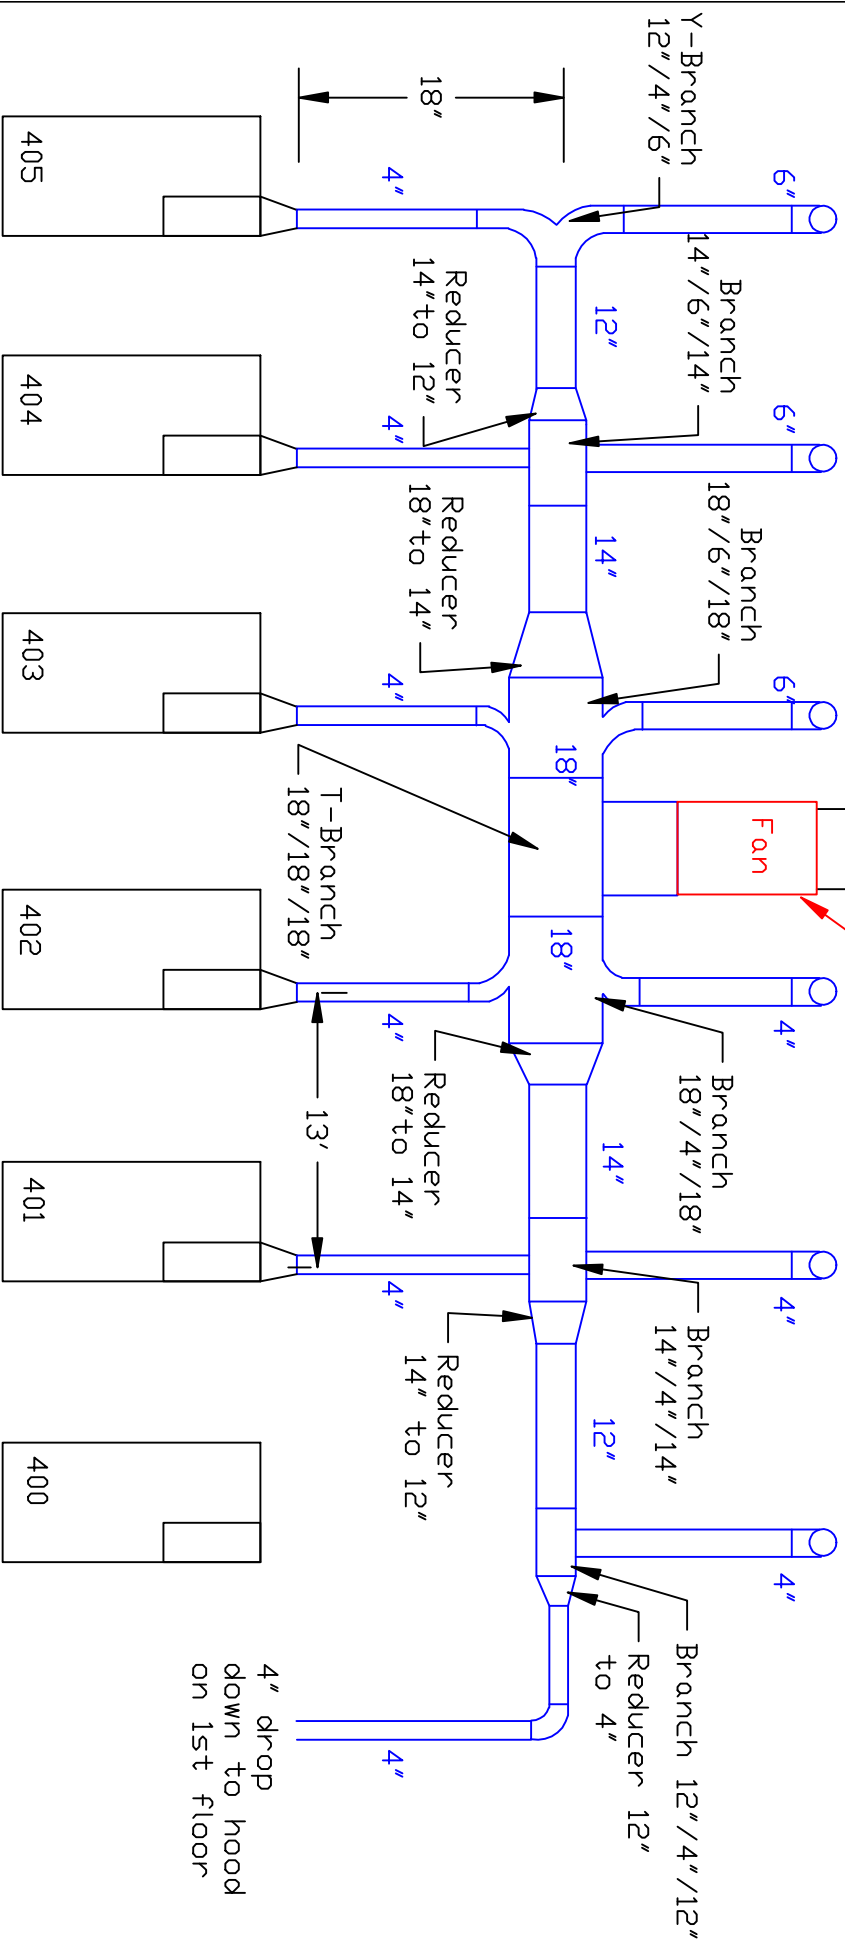 Y-Branch
12"/4"/6"
6"
18"
4"
405
Branch
14"/6"/14"
12"
Reducer
14"to 12"
6"
4"
404
Branch
18"/6"/18"
14"
Reducer
18"to 14"
6"
4"
403
18"
Fan
T-Branch
18"/18"/18"
18"
402
4"
4"
13'
Branch
18"/4"/18"
Reducer
18"to 14"
14"
401
4"
4"
Branch
14"/4"/14"
Reducer
14" to 12"
12"
400
4"
Branch 12"/4"/12"
Reducer 12"
to 4"
4"
4" drop
down to hood
on 1st floor